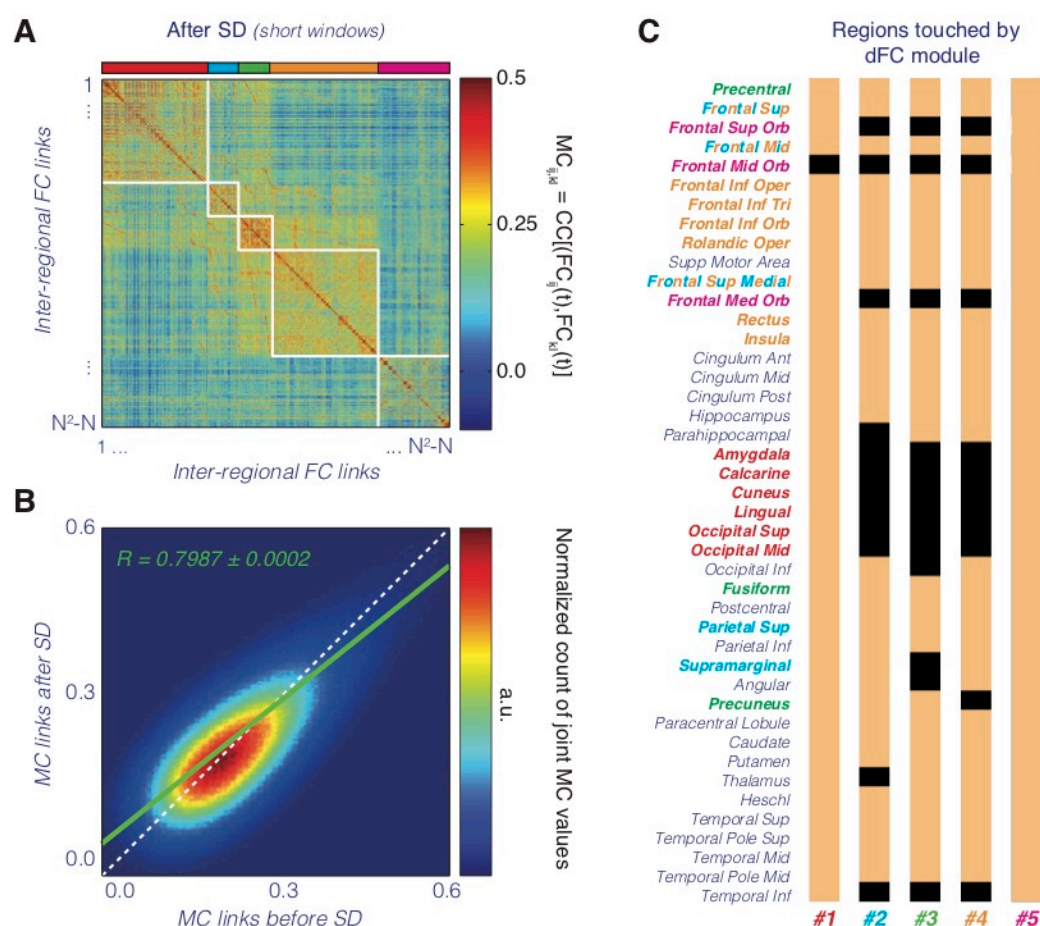 A
After SD (short windows)
1
...
Inter-regional FC links
...
N²-N
1 ...
... N²-N
Inter-regional FC links
0.5
0.25
0.0
MC ij,kl = CC[(FC ij(t),FC kl(t)]
B
0.6
0.3
0.0
R = 0.7987 ± 0.0002
MC links after SD
0.0
0.3
0.6
MC links before SD
a.u.
Normalized count of joint MC values
C
Regions touched by
dFC module
Precentral
Frontal Sup
Frontal Sup Orb
Frontal Mid
Frontal Mid Orb
Frontal Inf Oper
Frontal Inf Tri
Frontal Inf Orb
Rolandic Oper
Supp Motor Area
Frontal Sup Medial
Frontal Med Orb
Rectus
Insula
Cingulum Ant
Cingulum Mid
Cingulum Post
Hippocampus
Parahippocampal
Amygdala
Calcarine
Cuneus
Lingual
Occipital Sup
Occipital Mid
Occipital Inf
Fusiform
Postcentral
Parietal Sup
Parietal Inf
Supramarginal
Angular
Precuneus
Paracentral Lobule
Caudate
Putamen
Thalamus
Heschl
Temporal Sup
Temporal Pole Sup
Temporal Mid
Temporal Pole Mid
Temporal Inf
#1 #2 #3 #4 #5